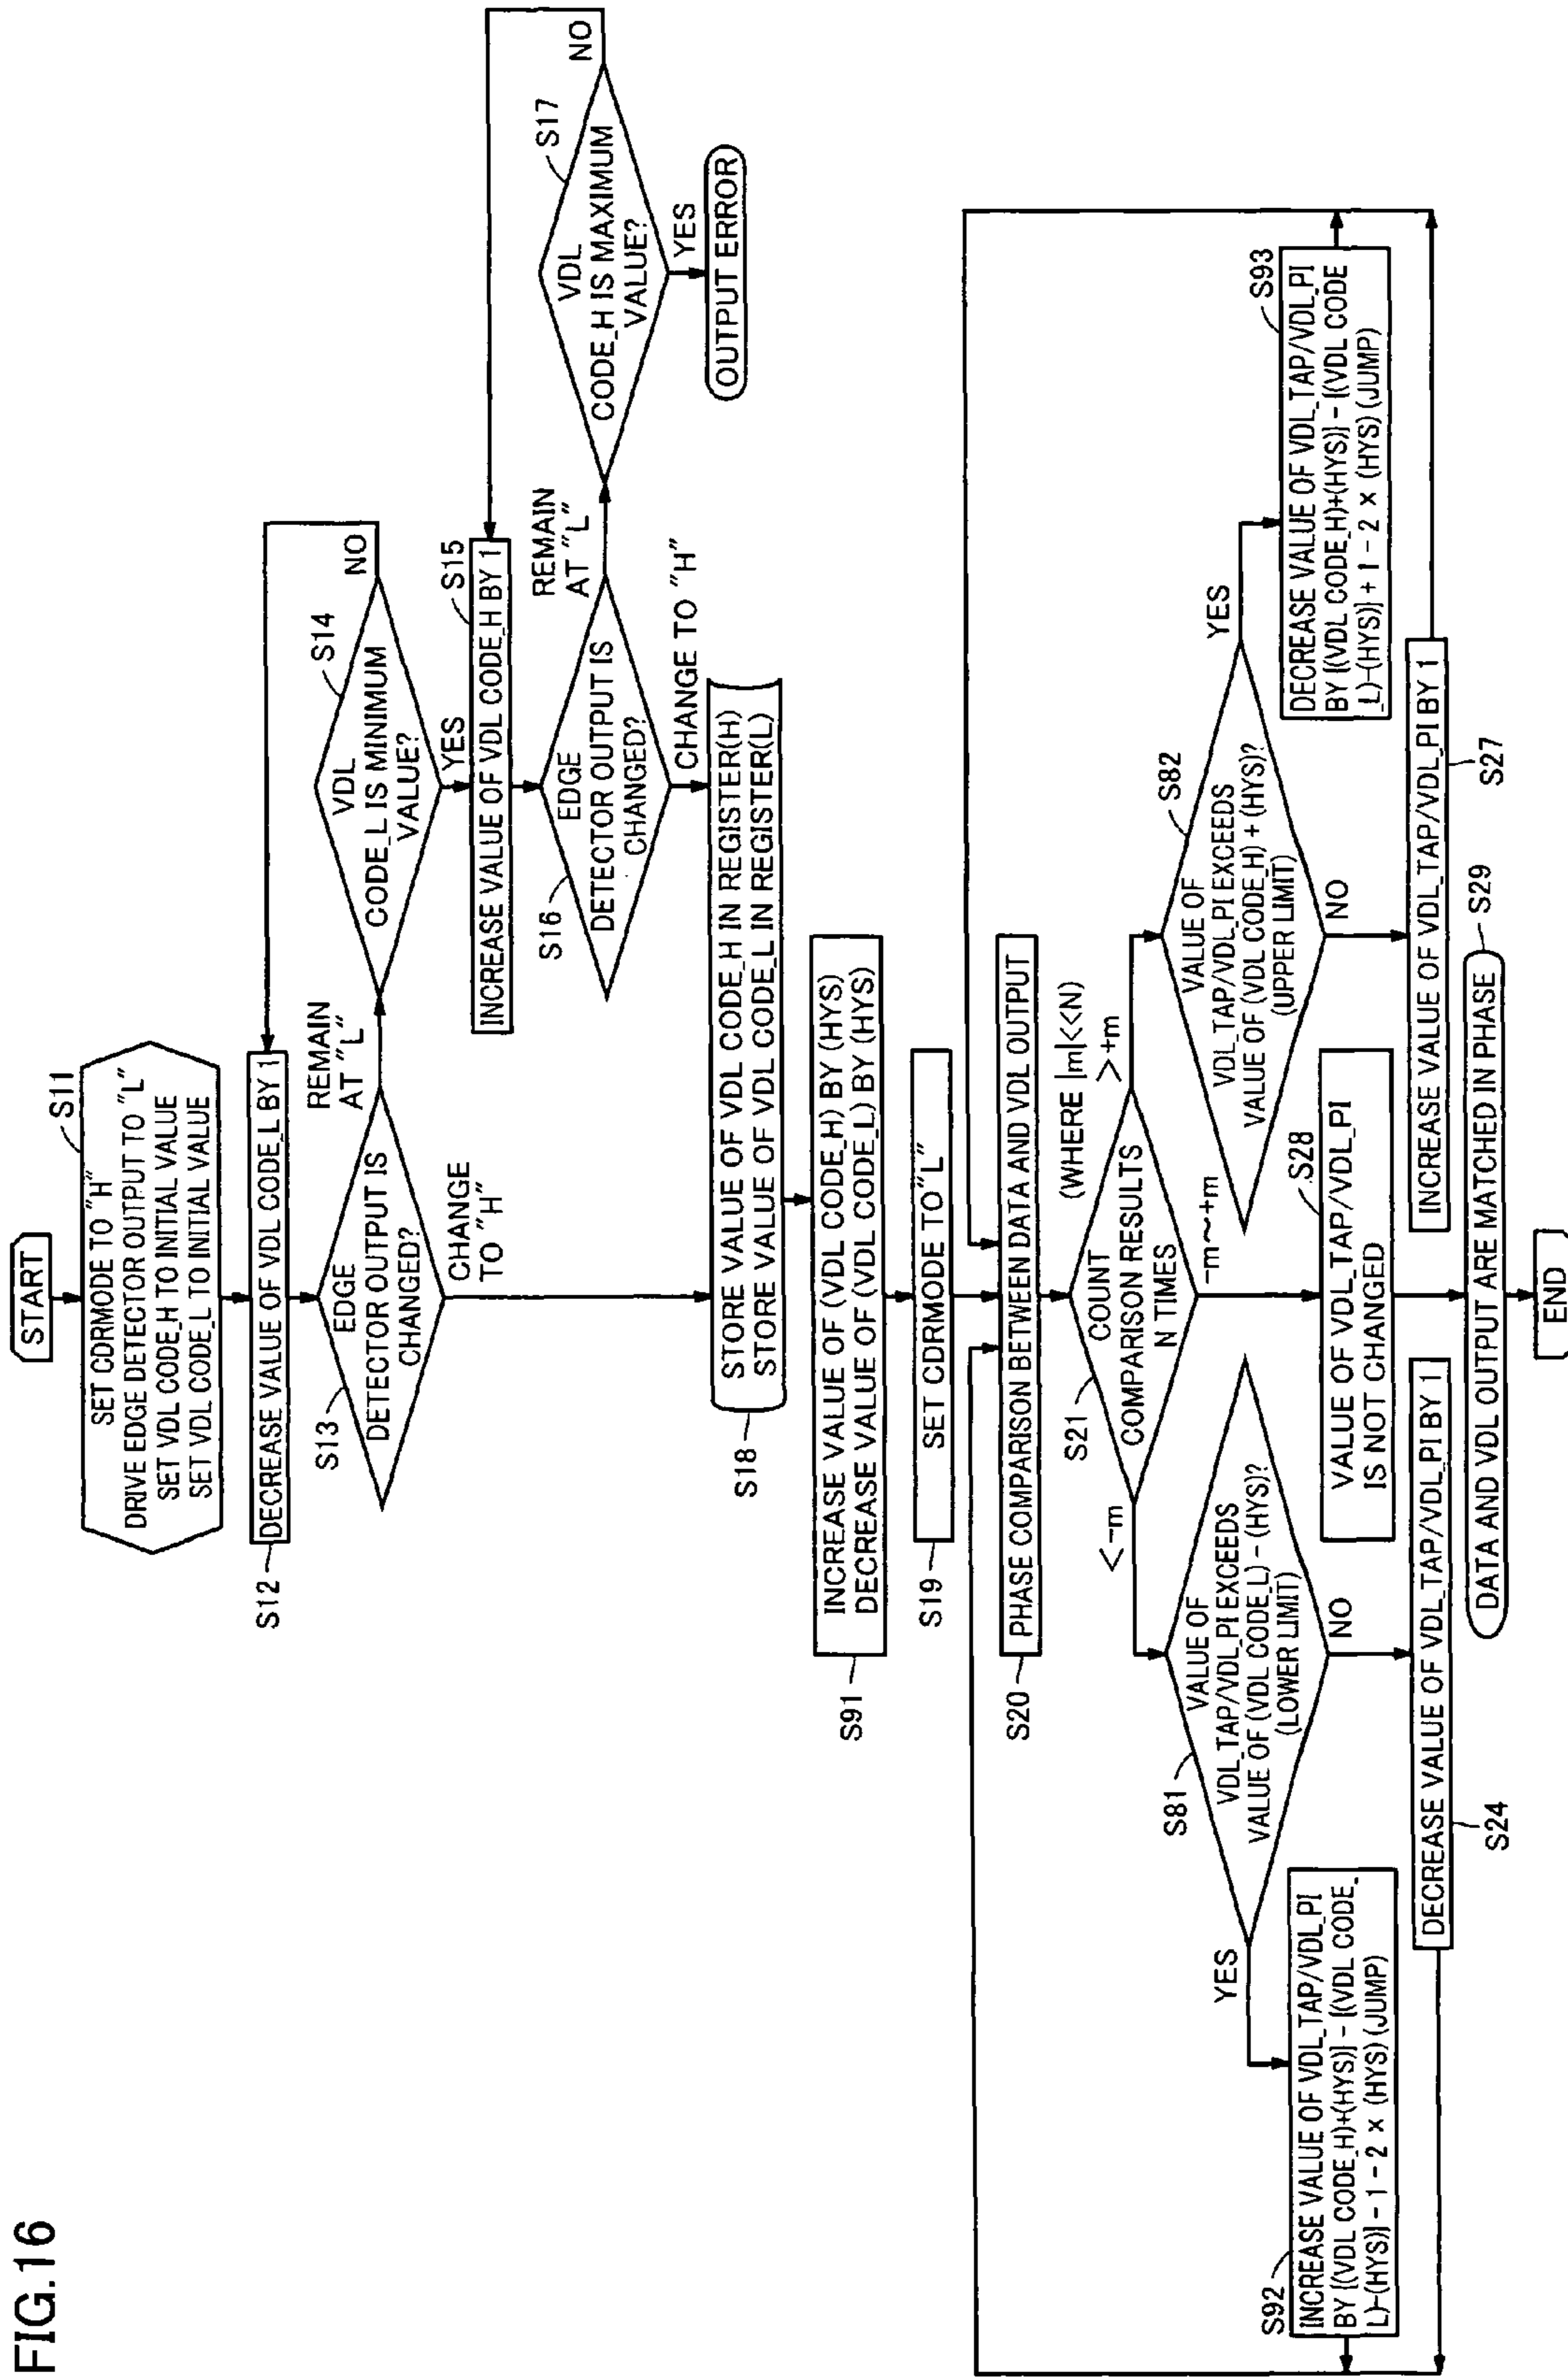 FIG.16
START
S11
SET CDRMODE TO "H"
DRIVE EDGE DETECTOR OUTPUT TO "L"
SET VDL CODE_H TO INITIAL VALUE
SET VDL CODE_L TO INITIAL VALUE
S12
DECREASE VALUE OF VDL CODE_L BY 1
S13
EDGE
DETECTOR OUTPUT IS
CHANGED?
REMAIN
AT "L"
CHANGE
TO "H"
S14
VDL
CODE_L IS MINIMUM
VALUE?
NO
YES
S15
INCREASE VALUE OF VDL CODE_H BY 1
S16
EDGE
DETECTOR OUTPUT IS
CHANGED?
REMAIN
AT "L"
CHANGE TO "H"
S17
VDL
CODE_H IS MAXIMUM
VALUE?
NO
YES
OUTPUT ERROR
S18
STORE VALUE OF VDL CODE_H IN REGISTER(H)
STORE VALUE OF VDL CODE_L IN REGISTER(L)
S91
INCREASE VALUE OF (VDL CODE_H) BY (HYS)
DECREASE VALUE OF (VDL CODE_L) BY (HYS)
S19
SET CDRMODE TO "L"
S20
PHASE COMPARISON BETWEEN DATA AND VDL OUTPUT
S21
COUNT
COMPARISON RESULTS
N TIMES
(WHERE |m|<<N)
<-m
-m~+m
>+m
S81
VALUE OF
VDL_TAP/VDL_PI EXCEEDS
VALUE OF (VDL CODE_L) - (HYS)?
(LOWER LIMIT)
YES
NO
S82
VALUE OF
VDL_TAP/VDL_PI EXCEEDS
VALUE OF (VDL CODE_H) + (HYS)?
(UPPER LIMIT)
YES
NO
S92
INCREASE VALUE OF VDL_TAP/VDL_PI
BY [(VDL CODE_H)+(HYS)] - [(VDL CODE_
L)-(HYS)] - 1 - 2 × (HYS) (JUMP)
S28
VALUE OF VDL_TAP/VDL_PI
IS NOT CHANGED
S93
DECREASE VALUE OF VDL_TAP/VDL_PI
BY [(VDL CODE_H)+(HYS)] - [(VDL CODE
_L)-(HYS)] + 1 - 2 × (HYS) (JUMP)
S24
DECREASE VALUE OF VDL_TAP/VDL_PI BY 1
S27
INCREASE VALUE OF VDL_TAP/VDL_PI BY 1
S29
DATA AND VDL OUTPUT ARE MATCHED IN PHASE
END